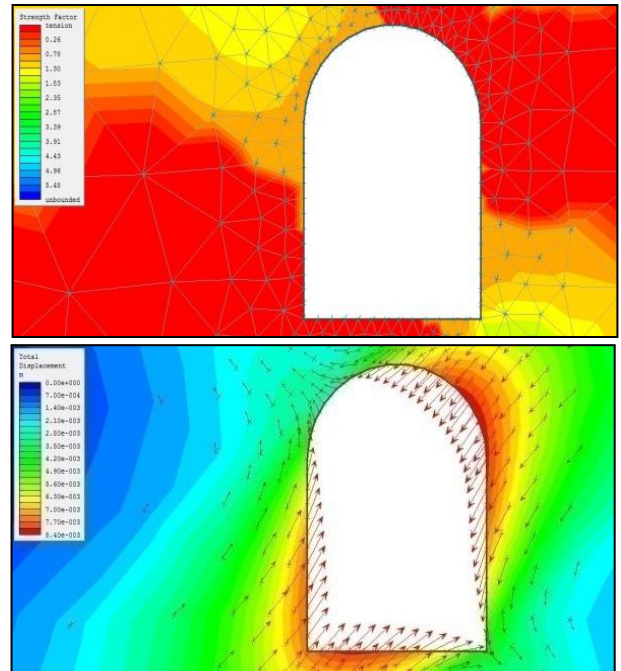 Strength Factor
tension
0.26
0.78
1.30
1.83
2.35
2.87
3.39
3.91
4.43
4.96
5.48
unbounded
Total
Displacement
m
0.00e+000
7.00e-004
1.40e-003
2.10e-003
2.80e-003
3.50e-003
4.20e-003
4.90e-003
5.60e-003
6.30e-003
7.00e-003
7.70e-003
8.40e-003